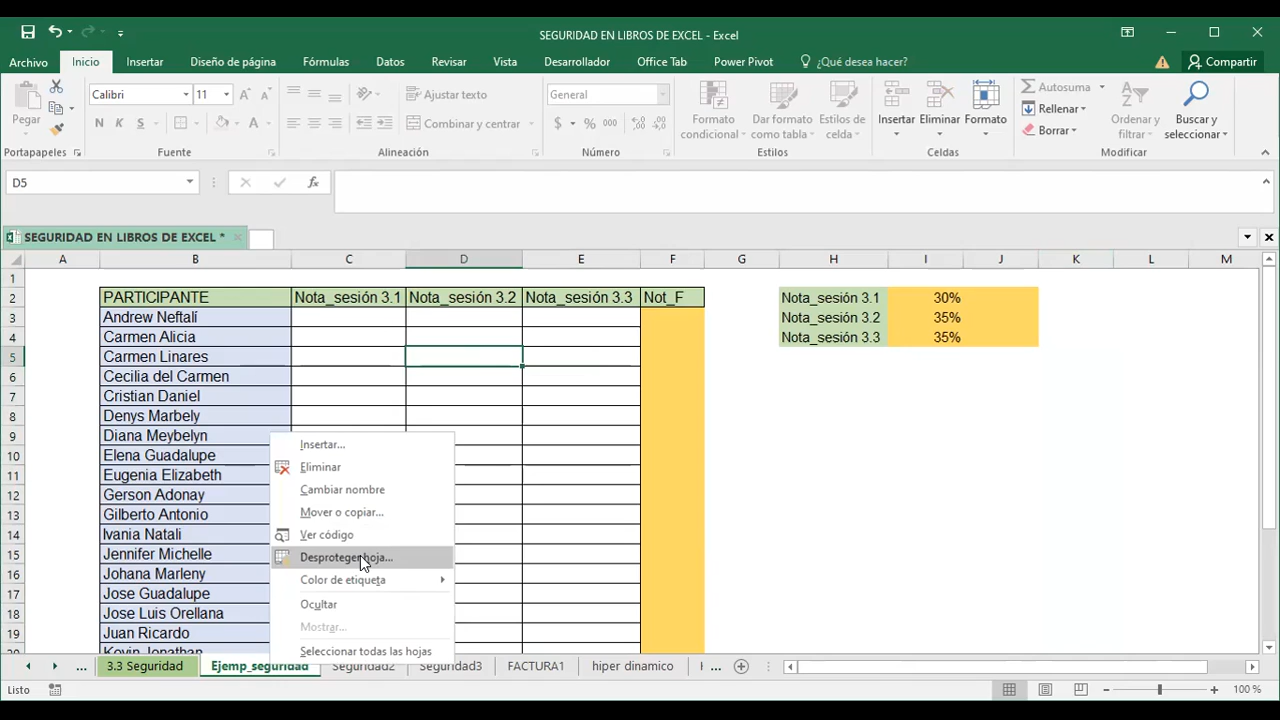 SEGURIDAD EN LIBROS DE EXCEL - Excel
Archivo Inicio Insertar Diseño de página Fórmulas Datos Revisar Vista Desarrollador Office Tab Power Pivot ¿Qué desea hacer? Compartir
Pegar
Portapapeles
Calibri 11
N K S
Fuente
Ajustar texto
Combinar y centrar
Alineación
General
$ % 000
Número
Formato condicional
Dar formato como tabla
Estilos de celda
Estilos
Insertar Eliminar Formato
Celdas
Autosuma
Rellenar
Borrar
Ordenar y filtrar
Buscar y seleccionar
Modificar
D5 fx
SEGURIDAD EN LIBROS DE EXCEL *
A B C D E F G H I J K L M
1
2 PARTICIPANTE Nota_sesión 3.1 Nota_sesión 3.2 Nota_sesión 3.3 Not_F Nota_sesión 3.1 30%
3 Andrew Neftalí Nota_sesión 3.2 35%
4 Carmen Alicia Nota_sesión 3.3 35%
5 Carmen Linares
6 Cecilia del Carmen
7 Cristian Daniel
8 Denys Marbely
9 Diana Meybelyn
10 Elena Guadalupe
11 Eugenia Elizabeth
12 Gerson Adonay
13 Gilberto Antonio
14 Ivania Natali
15 Jennifer Michelle
16 Johana Marleny
17 Jose Guadalupe
18 Jose Luis Orellana
19 Juan Ricardo
Kevin Jonathan
Insertar...
Eliminar
Cambiar nombre
Mover o copiar...
Ver código
Desproteger hoja...
Color de etiqueta
Ocultar
Mostrar...
Seleccionar todas las hojas
... 3.3 Seguridad Ejemp_seguridad Seguridad2 Seguridad3 FACTURA1 hiper dinamico ...
Listo 100 %